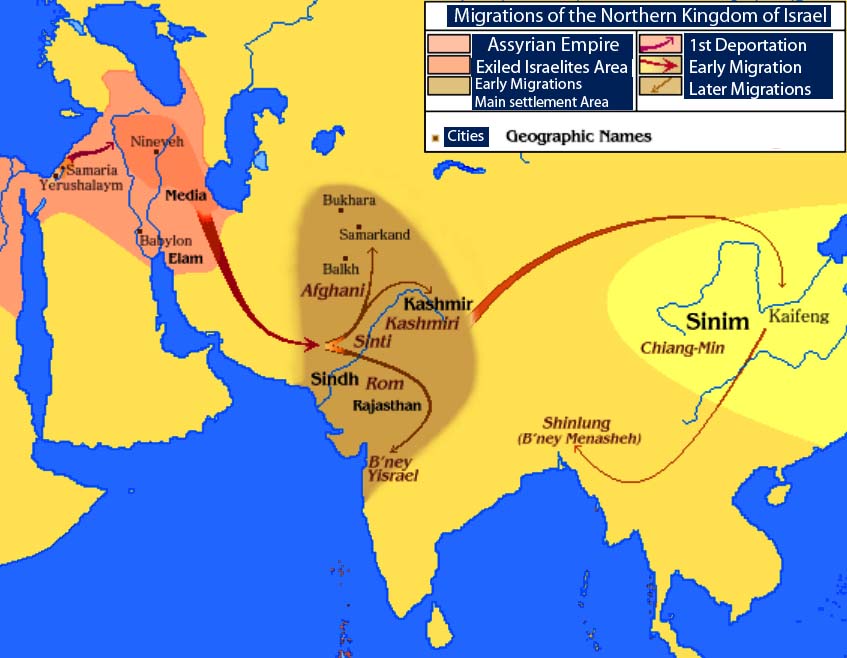 Migrations of the Northern Kingdom of Israel
Assyrian Empire
1st Deportation
Exiled Israelites Area
Early Migration
Early Migrations
Main settlement Area
Later Migrations
Cities
Geographic Names
Nineveh
Samaria
Yerushalaym
Media
Babylon
Elam
Bukhara
Samarkand
Balkh
Afghani
Kashmir
Kashmiri
Sinti
Sindh
Rom
Rajasthan
B'ney
Yisrael
Sinim
Kaifeng
Chiang-Min
Shinlung
(B'ney Menasheh)